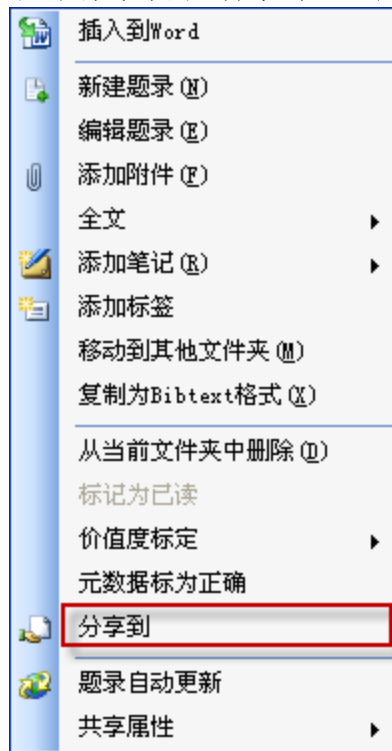 插入到Word
新建题录(N)
编辑题录(E)
添加附件(F)
全文
添加笔记(R)
添加标签
移动到其他文件夹(M)
复制为Bibtext格式(X)
从当前文件夹中删除(D)
标记为已读
价值度标定
元数据标为正确
分享到
题录自动更新
共享属性